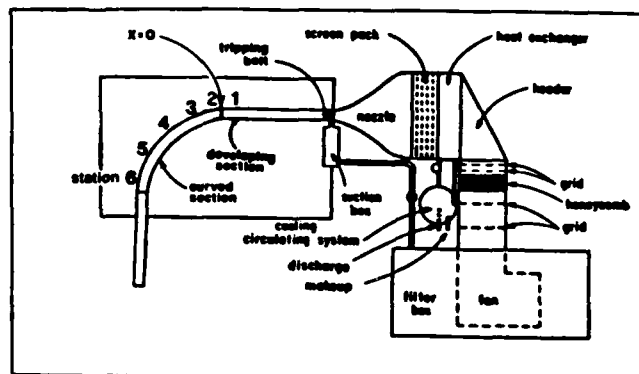 X=0
tripping
bolt
screen pack
heat exchanger
header
nozzle
2 1
3
4
5
station 6
developing
section
curved
section
suction
box
cooling
circulating system
discharge
makeup
grid
honeycomb
grid
filter
box
fan